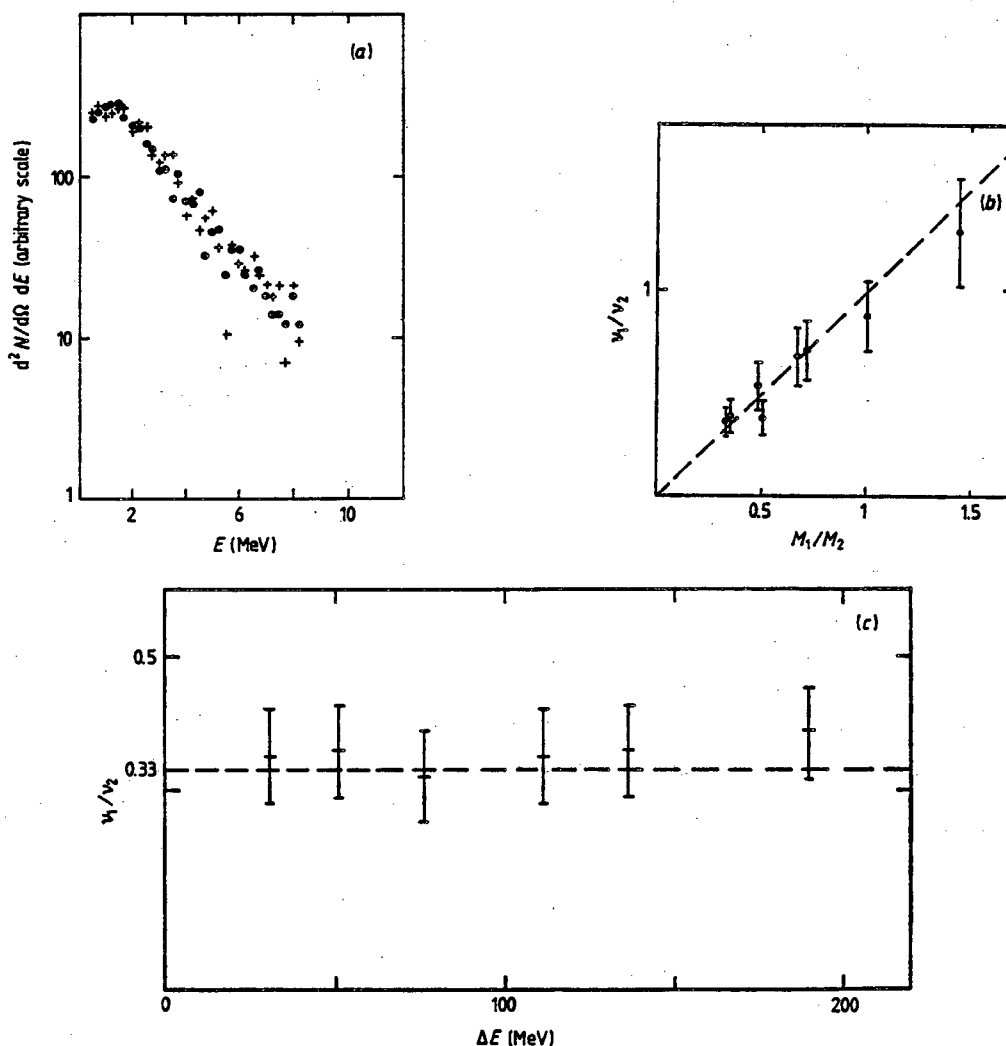 (a)
d²N/dΩ dE (arbitrary scale)
100
10
1
2
6
10
E (MeV)
(b)
ν₁/ν₂
1
0.5
1
1.5
M₁/M₂
(c)
ν₁/ν₂
0.5
0.33
0
100
200
ΔE (MeV)